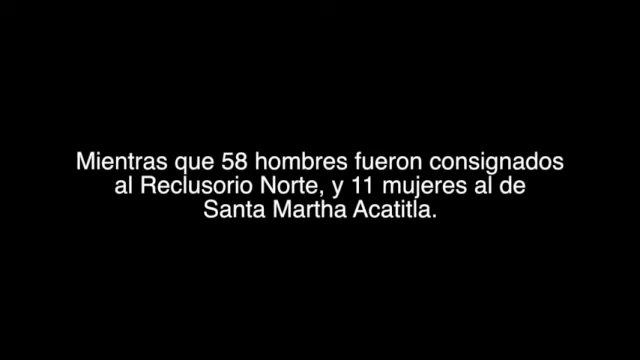 Mientras que 58 hombres fueron consignados
al Reclusorio Norte, y 11 mujeres al de
Santa Martha Acatitla.